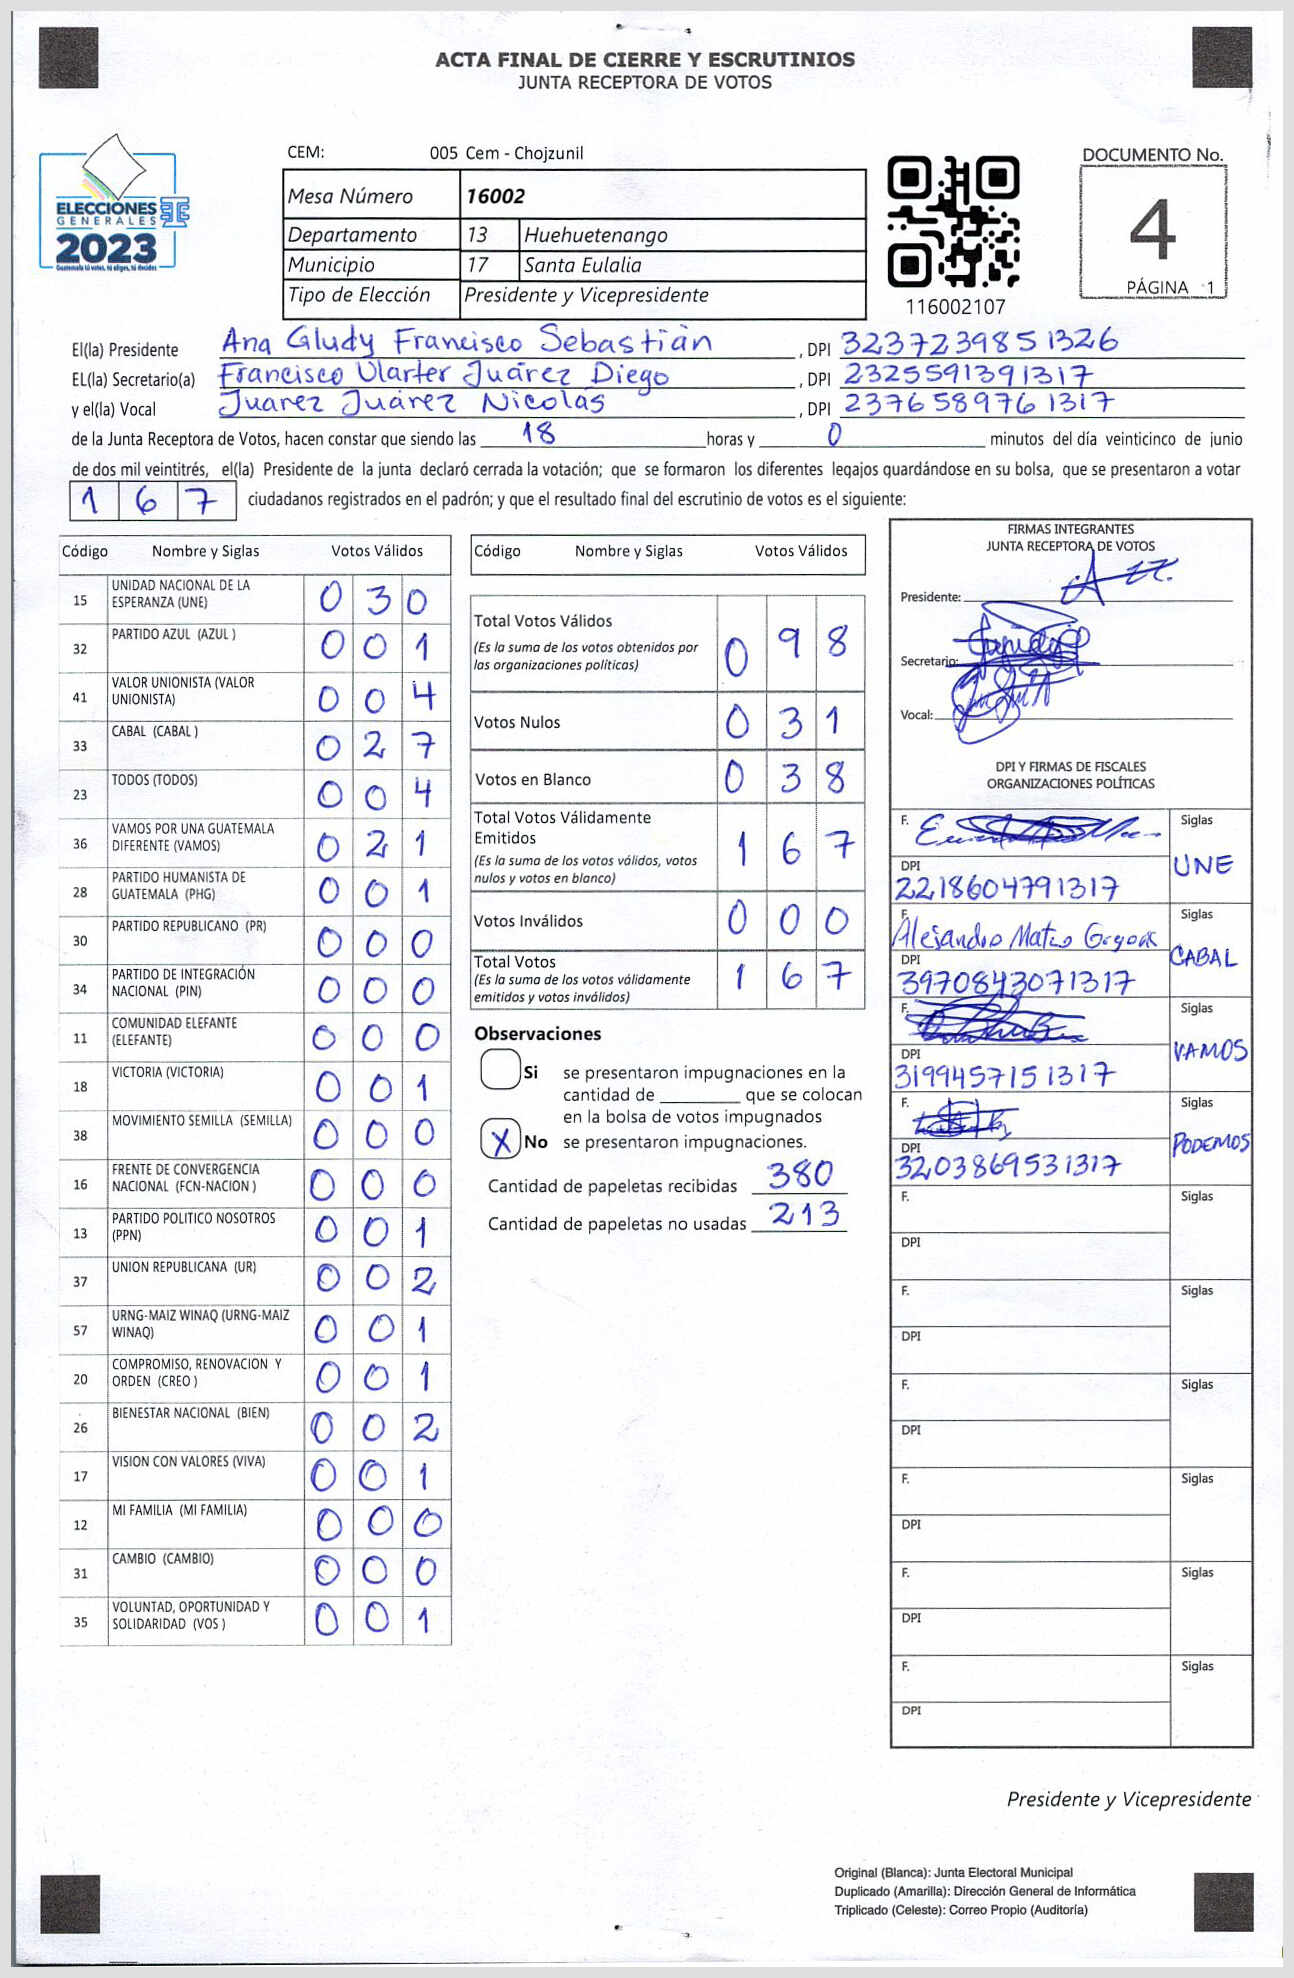 ACTA FINAL DE CIERRE Y ESCRUTINIOS
JUNTA RECEPTORA DE VOTOS
ELECCIONES
GENERALES
2023
Guatemala tú votas, tú eliges, tú decides
CEM: 005 Cem - Chojzunil
Mesa Número 16002
Departamento 13 Huehuetenango
Municipio 17 Santa Eulalia
Tipo de Elección Presidente y Vicepresidente
116002107
DOCUMENTO No.
4
PÁGINA 1
El(la) Presidente Ana Gludy Francisco Sebastián, DPI 3237239851326
EL(la) Secretario(a) Francisco Ularter Juárez Diego, DPI 2325591391317
y el(la) Vocal Juarez Juárez Nicolás, DPI 2376589761317
de la Junta Receptora de Votos, hacen constar que siendo las 18 horas y 0 minutos del día veinticinco de junio
de dos mil veintitrés, el(la) Presidente de la junta declaró cerrada la votación; que se formaron los diferentes legajos guardándose en su bolsa, que se presentaron a votar
1 6 7 ciudadanos registrados en el padrón; y que el resultado final del escrutinio de votos es el siguiente:
Código Nombre y Siglas Votos Válidos
15 UNIDAD NACIONAL DE LA ESPERANZA (UNE) 0 3 0
32 PARTIDO AZUL (AZUL ) 0 0 1
41 VALOR UNIONISTA (VALOR UNIONISTA) 0 0 4
33 CABAL (CABAL ) 0 2 7
23 TODOS (TODOS) 0 0 4
36 VAMOS POR UNA GUATEMALA DIFERENTE (VAMOS) 0 2 1
28 PARTIDO HUMANISTA DE GUATEMALA (PHG) 0 0 1
30 PARTIDO REPUBLICANO (PR) 0 0 0
34 PARTIDO DE INTEGRACIÓN NACIONAL (PIN) 0 0 0
11 COMUNIDAD ELEFANTE (ELEFANTE) 0 0 0
18 VICTORIA (VICTORIA) 0 0 1
38 MOVIMIENTO SEMILLA (SEMILLA) 0 0 0
16 FRENTE DE CONVERGENCIA NACIONAL (FCN-NACION ) 0 0 0
13 PARTIDO POLITICO NOSOTROS (PPN) 0 0 1
37 UNION REPUBLICANA (UR) 0 0 2
57 URNG-MAIZ WINAQ (URNG-MAIZ WINAQ) 0 0 1
20 COMPROMISO, RENOVACION Y ORDEN (CREO ) 0 0 1
26 BIENESTAR NACIONAL (BIEN) 0 0 2
17 VISION CON VALORES (VIVA) 0 0 1
12 MI FAMILIA (MI FAMILIA) 0 0 0
31 CAMBIO (CAMBIO) 0 0 0
35 VOLUNTAD, OPORTUNIDAD Y SOLIDARIDAD (VOS ) 0 0 1
Código Nombre y Siglas Votos Válidos
Total Votos Válidos 0 9 8
(Es la suma de los votos obtenidos por
las organizaciones políticas)
Votos Nulos 0 3 1
Votos en Blanco 0 3 8
Total Votos Válidamente
Emitidos 1 6 7
(Es la suma de los votos válidos, votos
nulos y votos en blanco)
Votos Inválidos 0 0 0
Total Votos 1 6 7
(Es la suma de los votos válidamente
emitidos y votos inválidos)
Observaciones
Si se presentaron impugnaciones en la
cantidad de ________ que se colocan
en la bolsa de votos impugnados
X No se presentaron impugnaciones.
Cantidad de papeletas recibidas 380
Cantidad de papeletas no usadas 213
FIRMAS INTEGRANTES
JUNTA RECEPTORA DE VOTOS
Presidente:
Secretario:
Vocal:
DPI Y FIRMAS DE FISCALES
ORGANIZACIONES POLÍTICAS
F. Siglas
UNE
DPI
2218604791317
F. Siglas
Alejandro Mateo
CABAL
DPI
3970843071317
F. Siglas
VAMOS
DPI
3199457151317
F. Siglas
PODEMOS
DPI
3203869531317
F. Siglas
DPI
F. Siglas
DPI
F. Siglas
DPI
F. Siglas
DPI
F. Siglas
DPI
F. Siglas
DPI
Presidente y Vicepresidente
Original (Blanca): Junta Electoral Municipal
Duplicado (Amarilla): Dirección General de Informática
Triplicado (Celeste): Correo Propio (Auditoría)